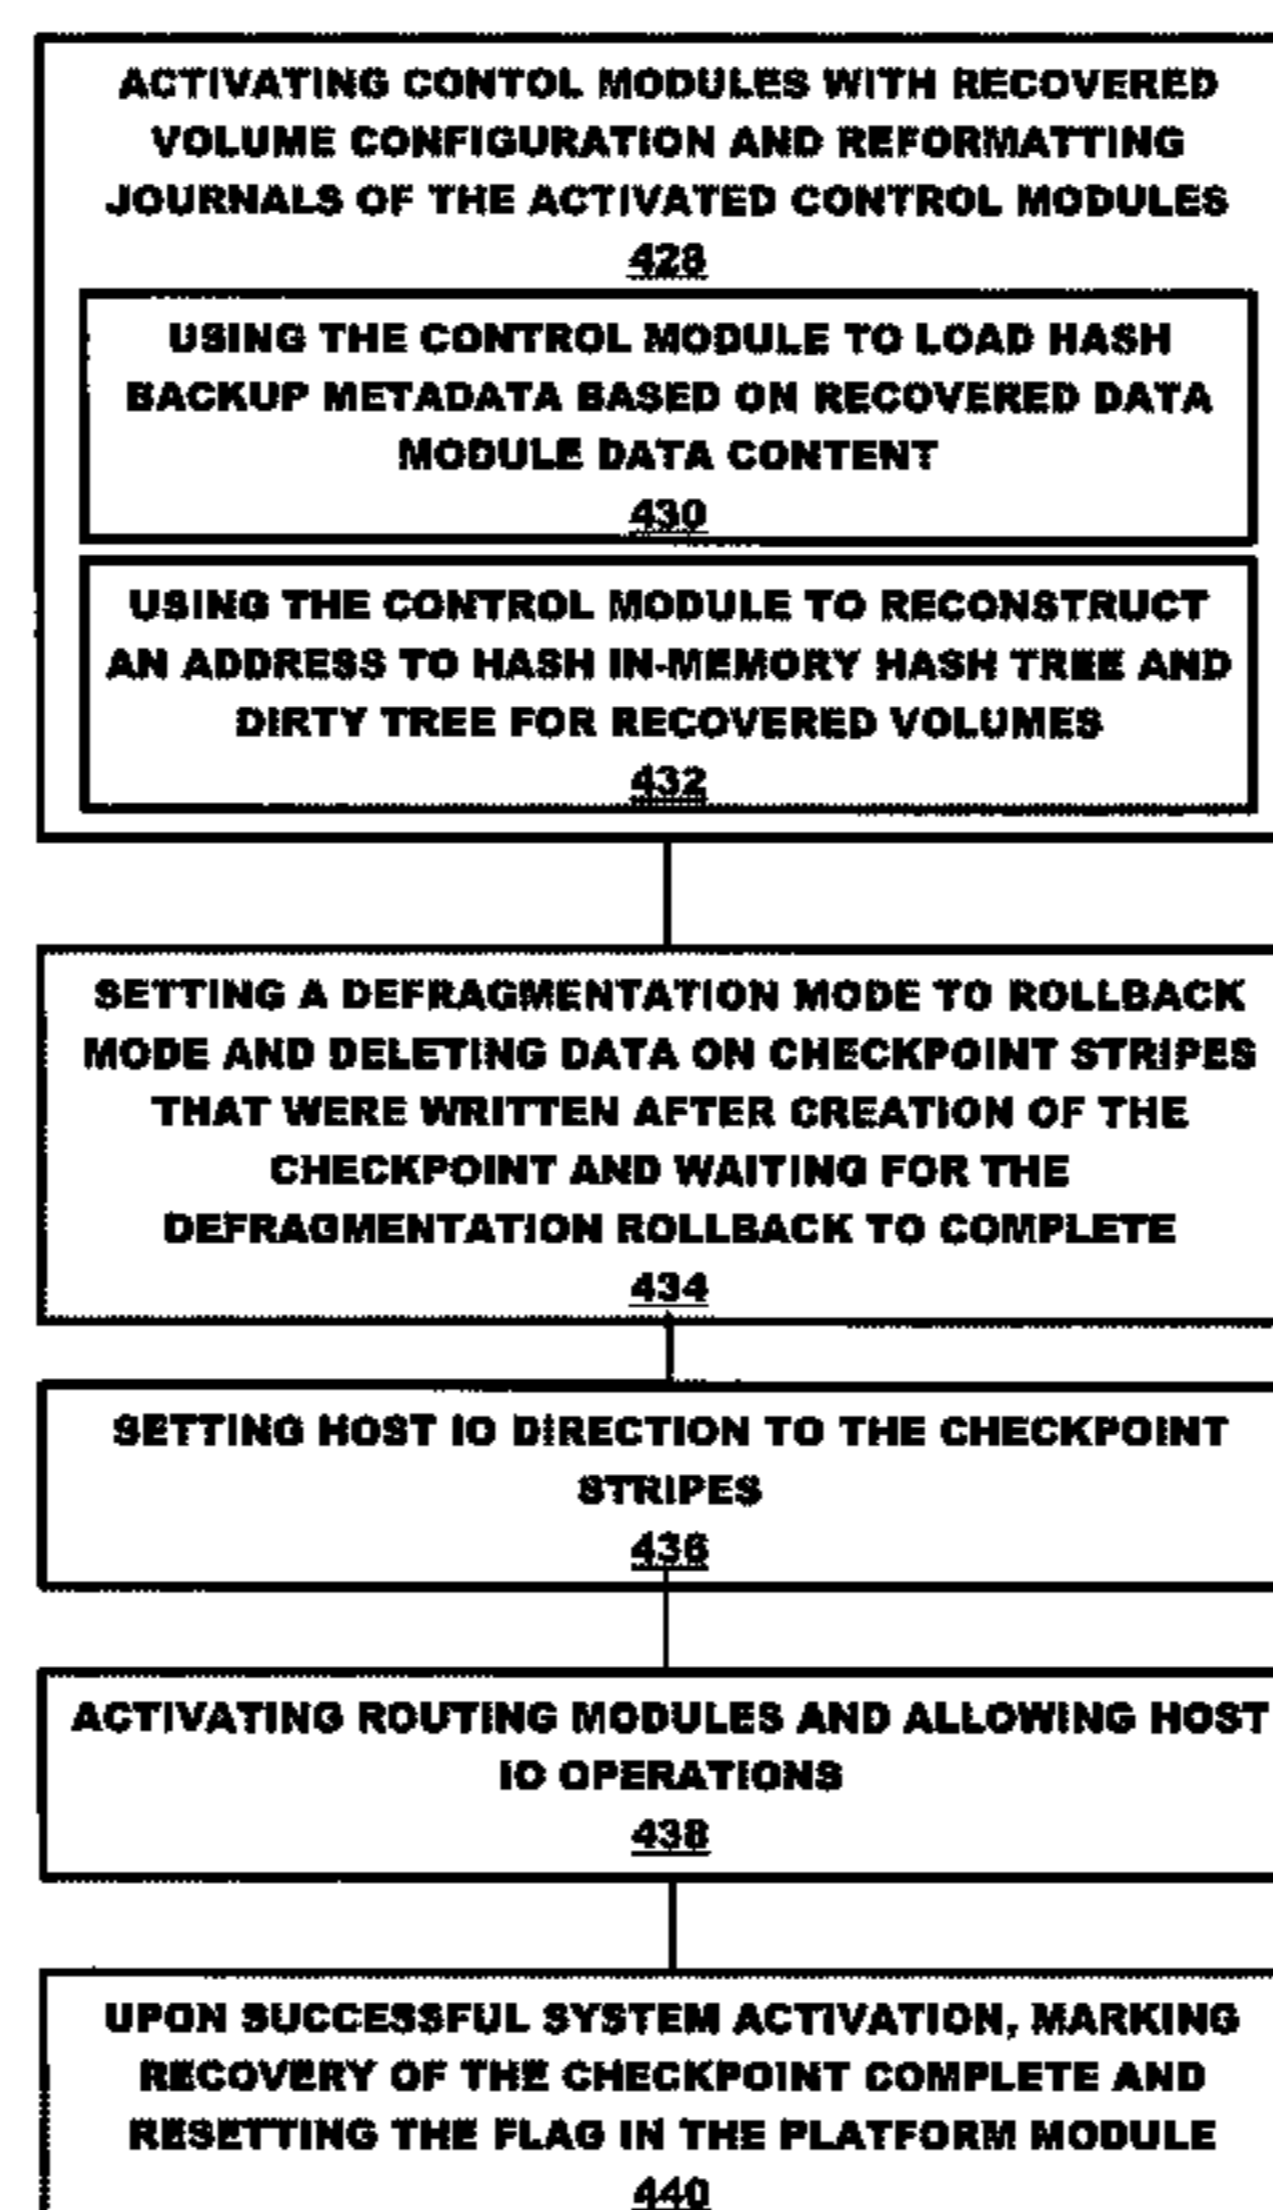 ACTIVATING CONTOL MODULES WITH RECOVERED
VOLUME CONFIGURATION AND REFORMATTING
JOURNALS OF THE ACTIVATED CONTROL MODULES
428
USING THE CONTROL MODULE TO LOAD HASH
BACKUP METADATA BASED ON RECOVERED DATA
MODULE DATA CONTENT
430
USING THE CONTROL MODULE TO RECONSTRUCT
AN ADDRESS TO HASH IN-MEMORY HASH TREE AND
DIRTY TREE FOR RECOVERED VOLUMES
432
SETTING A DEFRAGMENTATION MODE TO ROLLBACK
MODE AND DELETING DATA ON CHECKPOINT STRIPES
THAT WERE WRITTEN AFTER CREATION OF THE
CHECKPOINT AND WAITING FOR THE
DEFRAGMENTATION ROLLBACK TO COMPLETE
434
SETTING HOST IO DIRECTION TO THE CHECKPOINT
STRIPES
436
ACTIVATING ROUTING MODULES AND ALLOWING HOST
IO OPERATIONS
438
UPON SUCCESSFUL SYSTEM ACTIVATION, MARKING
RECOVERY OF THE CHECKPOINT COMPLETE AND
RESETTING THE FLAG IN THE PLATFORM MODULE
440